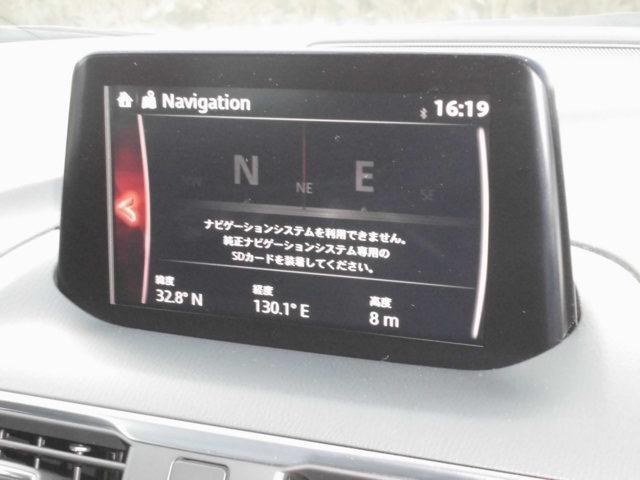 Navigation
16:19
N
NE
E
SE
ナビゲーションシステムを利用できません。
純正ナビゲーションシステム専用の
SDカードを装着してください。
緯度
経度
高度
32.8° N
130.1° E
8 m